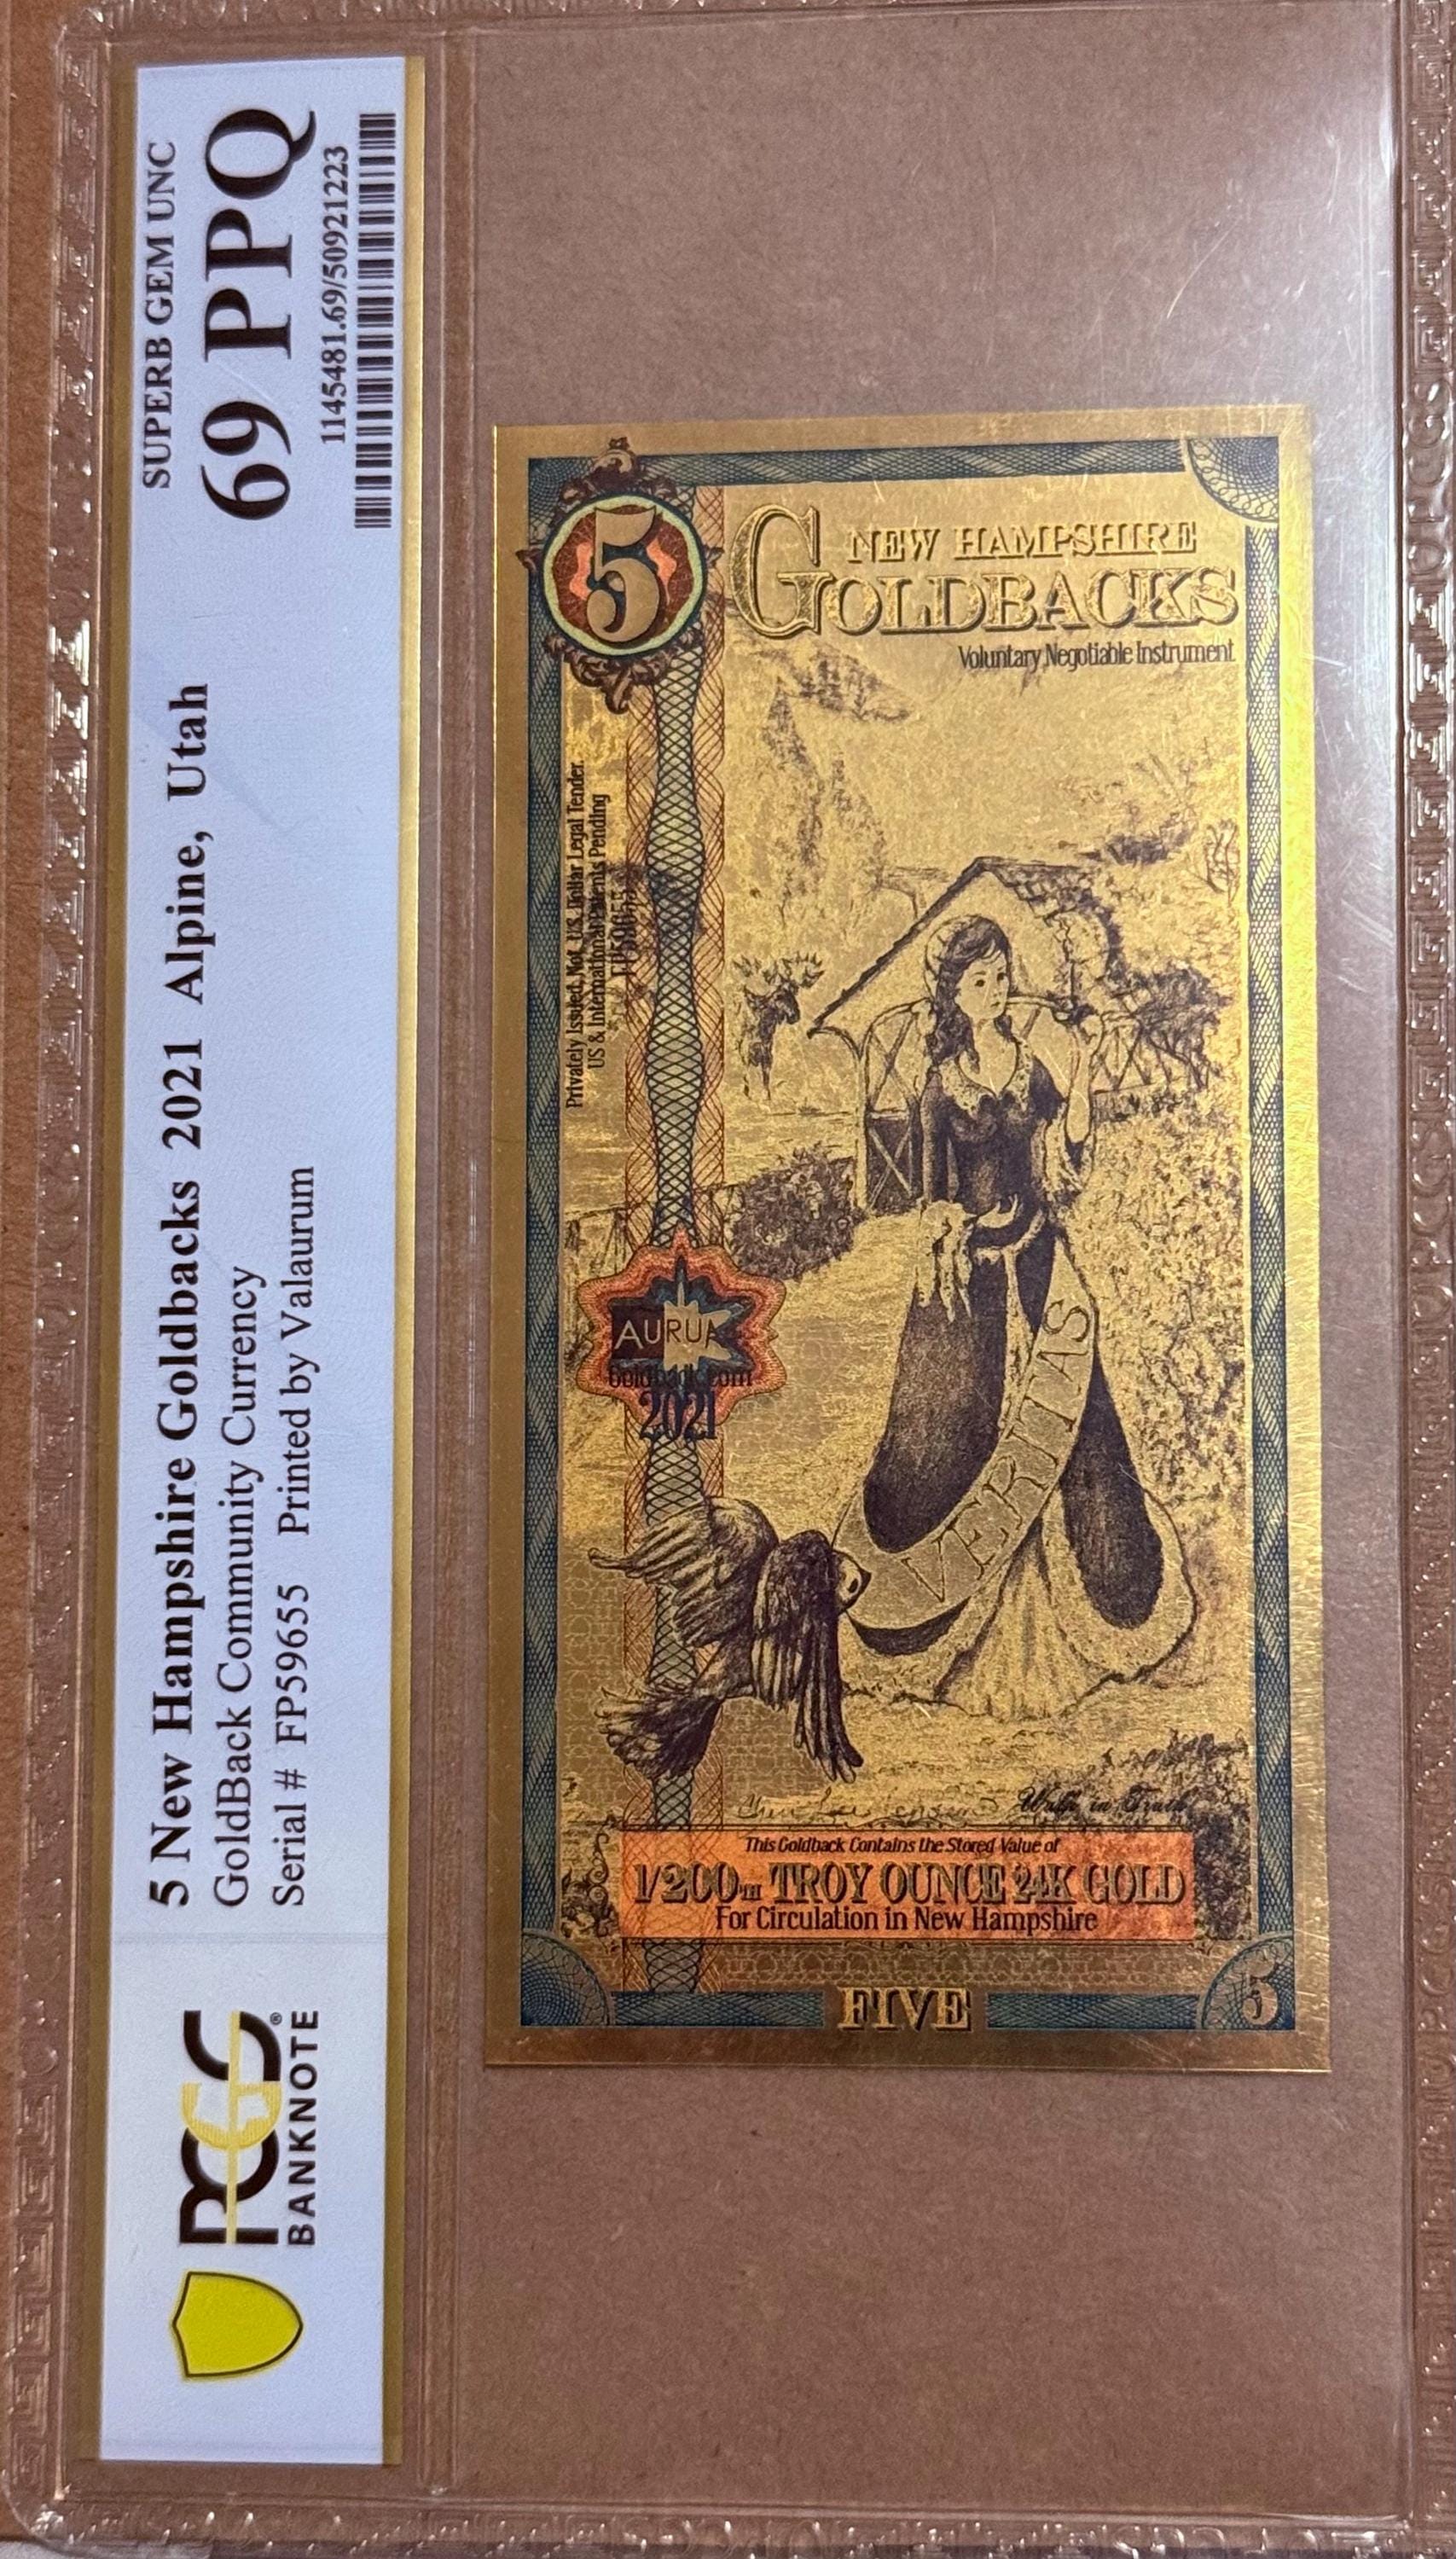 PCGS
BANKNOTE
5 New Hampshire Goldbacks 2021 Alpine, Utah
GoldBack Community Currency
Serial # FP59655 Printed by Valaurum
SUPERB GEM UNC
69 PPQ
1145481.69/50921223
5
NEW HAMPSHIRE
GOLDBACKS
Voluntary Negotiable Instrument
Privately Issued, Not U.S. Dollar Legal Tender.
US & International Patents Pending
FP59655
AURUM
Goldback.com
2021
VERITAS
Walk in Truth
This Goldback Contains the Stored Value of
1/200TH TROY OUNCE 24K GOLD
For Circulation in New Hampshire
FIVE
5